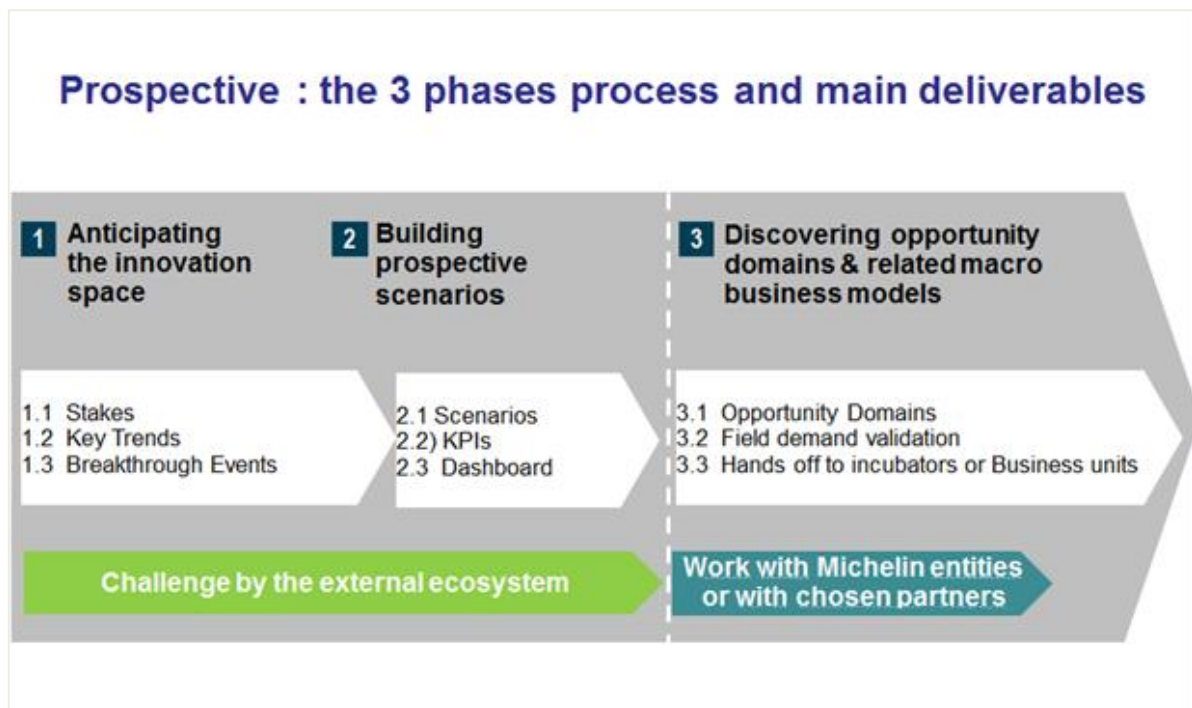 Prospective : the 3 phases process and main deliverables
1 Anticipating
the innovation
space
2 Building
prospective
scenarios
3 Discovering opportunity
domains & related macro
business models
1.1 Stakes
1.2 Key Trends
1.3 Breakthrough Events
2.1 Scenarios
2.2) KPIs
2.3 Dashboard
3.1 Opportunity Domains
3.2 Field demand validation
3.3 Hands off to incubators or Business units
Challenge by the external ecosystem
Work with Michelin entities
or with chosen partners